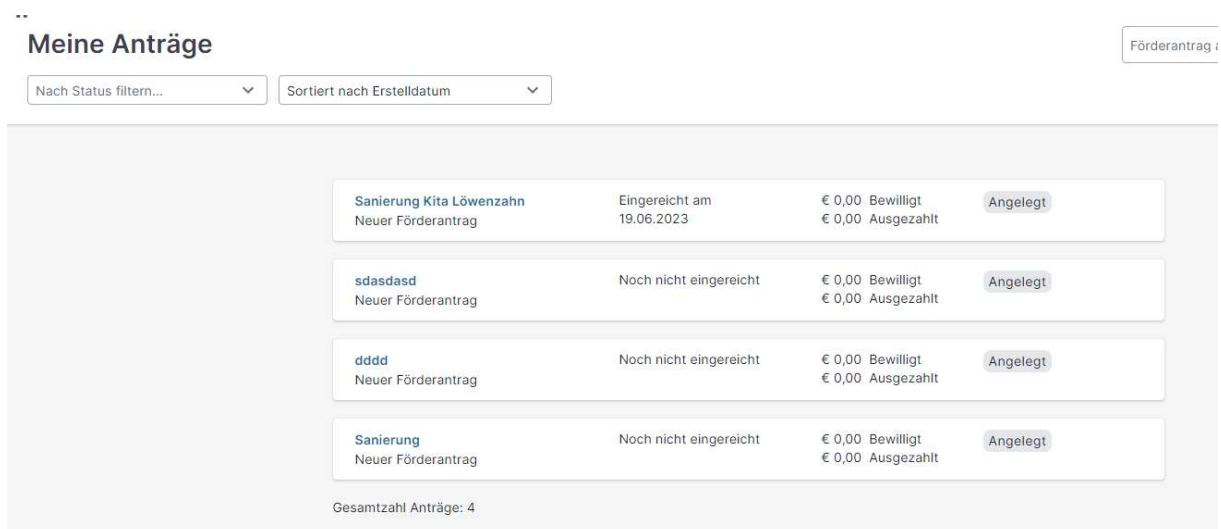 Meine Anträge
Förderantrag a
Nach Status filtern...
Sortiert nach Erstelldatum
Sanierung Kita Löwenzahn
Neuer Förderantrag
Eingereicht am
19.06.2023
€ 0,00 Bewilligt
€ 0,00 Ausgezahlt
Angelegt
sdasdasd
Neuer Förderantrag
Noch nicht eingereicht
€ 0,00 Bewilligt
€ 0,00 Ausgezahlt
Angelegt
dddd
Neuer Förderantrag
Noch nicht eingereicht
€ 0,00 Bewilligt
€ 0,00 Ausgezahlt
Angelegt
Sanierung
Neuer Förderantrag
Noch nicht eingereicht
€ 0,00 Bewilligt
€ 0,00 Ausgezahlt
Angelegt
Gesamtzahl Anträge: 4